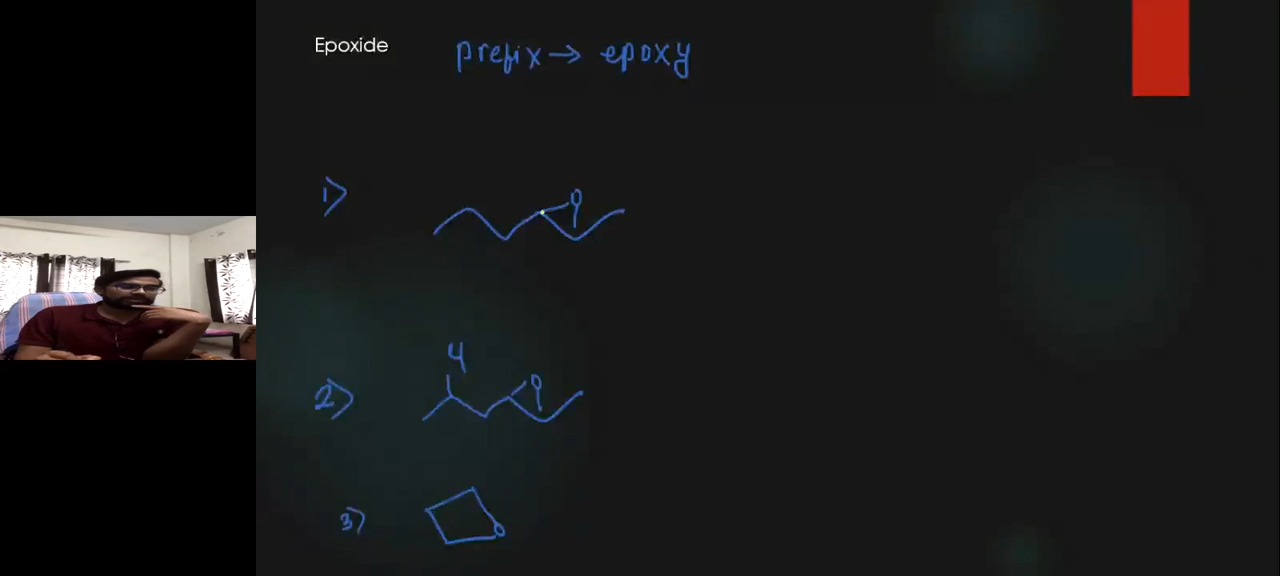 Epoxide prefix → epoxy
1)
O
4
O
2)
3)
O